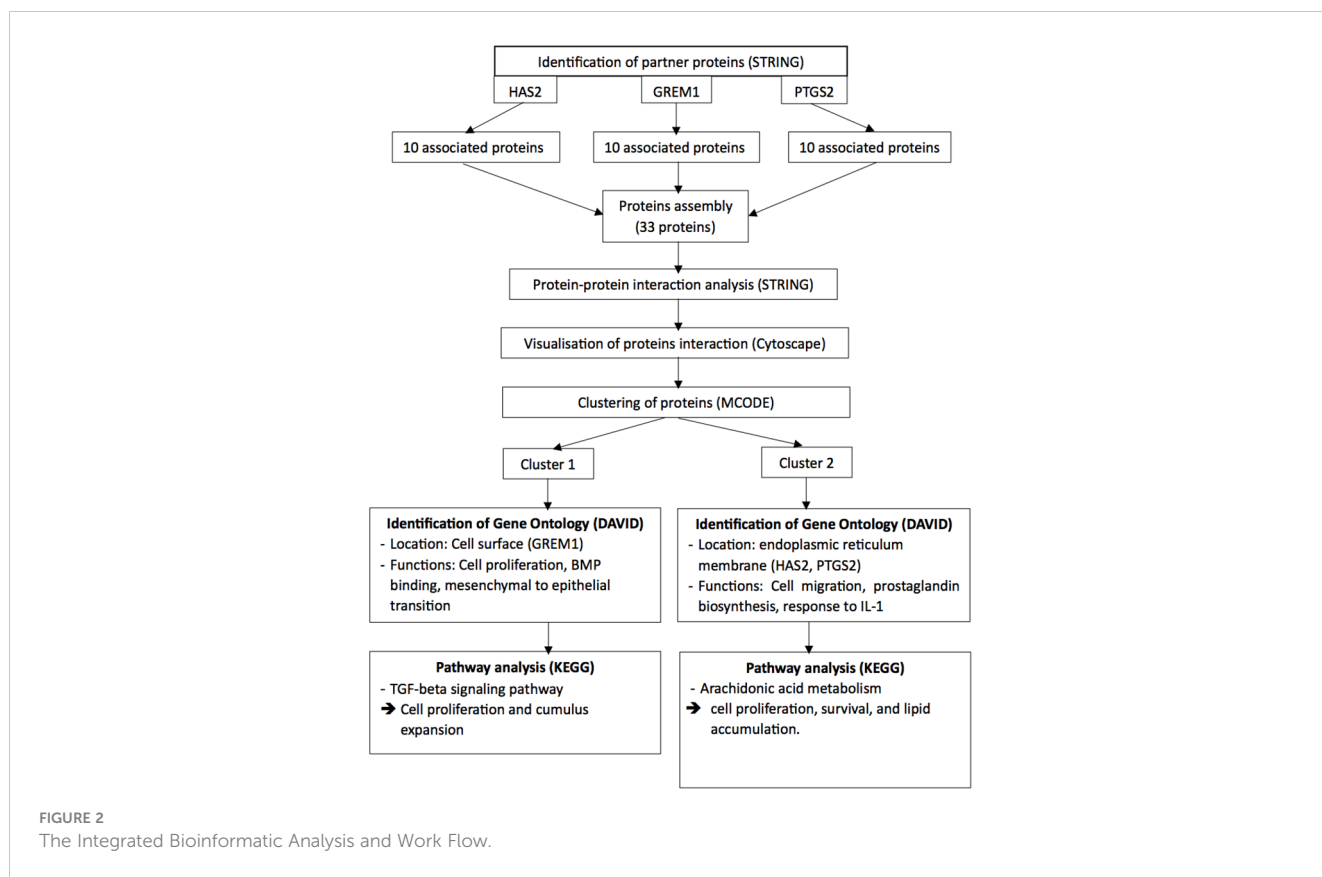 Identification of partner proteins (STRING)
HAS2
GREM1
PTGS2
10 associated proteins
10 associated proteins
10 associated proteins
Proteins assembly
(33 proteins)
Protein-protein interaction analysis (STRING)
Visualisation of proteins interaction (Cytoscape)
Clustering of proteins (MCODE)
Cluster 1
Cluster 2
Identification of Gene Ontology (DAVID)
- Location: Cell surface (GREM1)
- Functions: Cell proliferation, BMP
binding, mesenchymal to epithelial
transition
Identification of Gene Ontology (DAVID)
- Location: endoplasmic reticulum
membrane (HAS2, PTGS2)
- Functions: Cell migration, prostaglandin
biosynthesis, response to IL-1
Pathway analysis (KEGG)
- TGF-beta signaling pathway
➔ Cell proliferation and cumulus
expansion
Pathway analysis (KEGG)
- Arachidonic acid metabolism
➔ cell proliferation, survival, and lipid
accumulation.
FIGURE 2
The Integrated Bioinformatic Analysis and Work Flow.